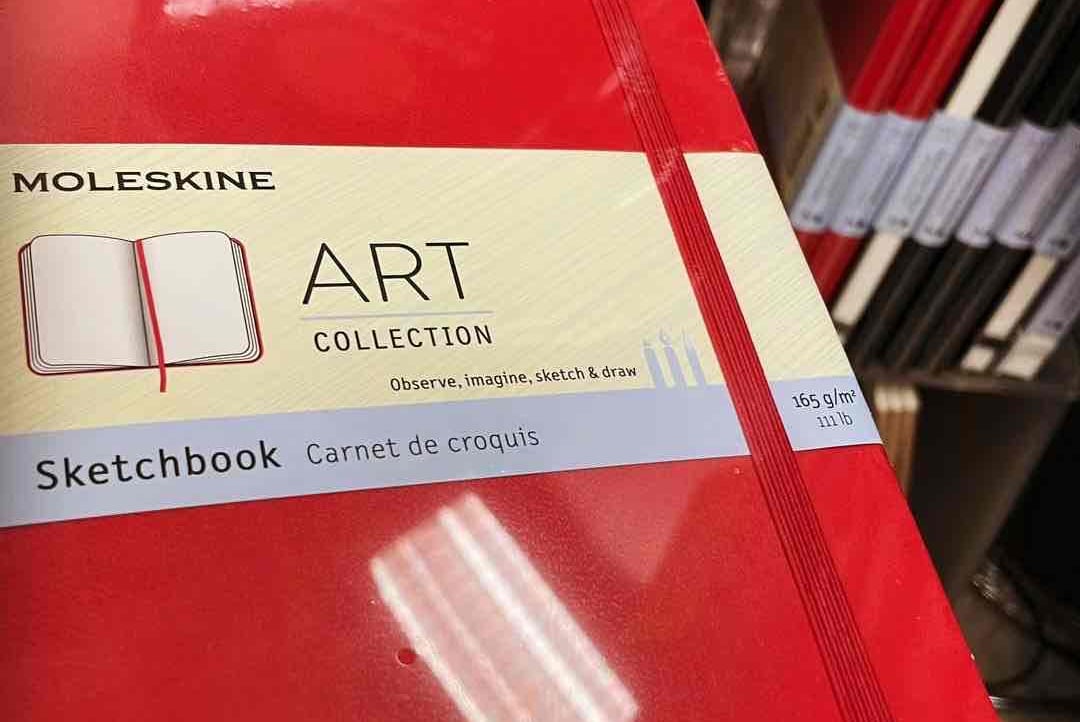 MOLESKINE
ART
COLLECTION
Observe, imagine, sketch & draw
Sketchbook Carnet de croquis
165 g/m²
111 lb